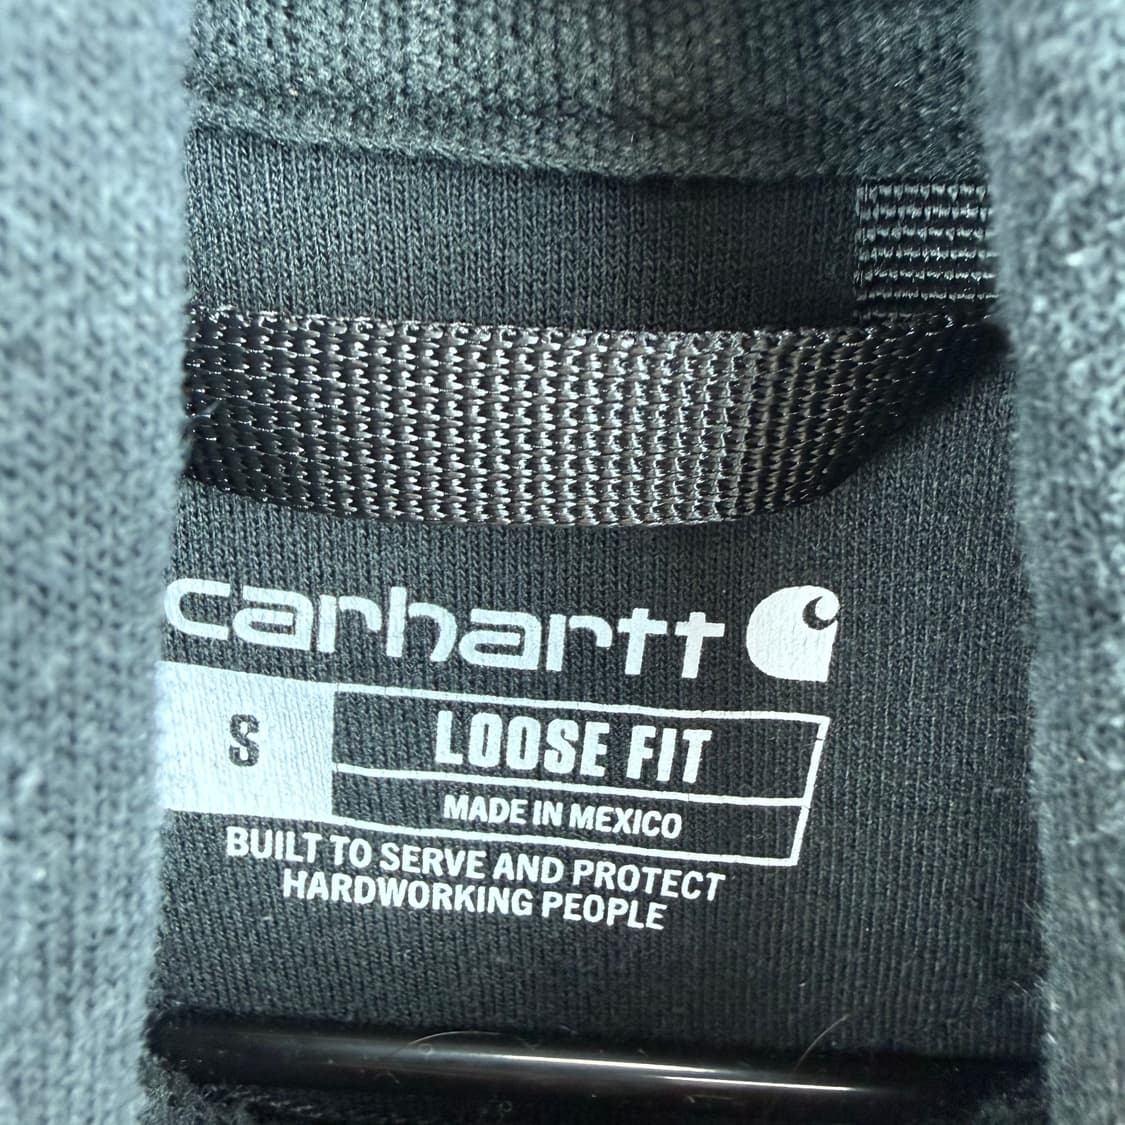 carhartt
S
LOOSE FIT
MADE IN MEXICO
BUILT TO SERVE AND PROTECT
HARDWORKING PEOPLE